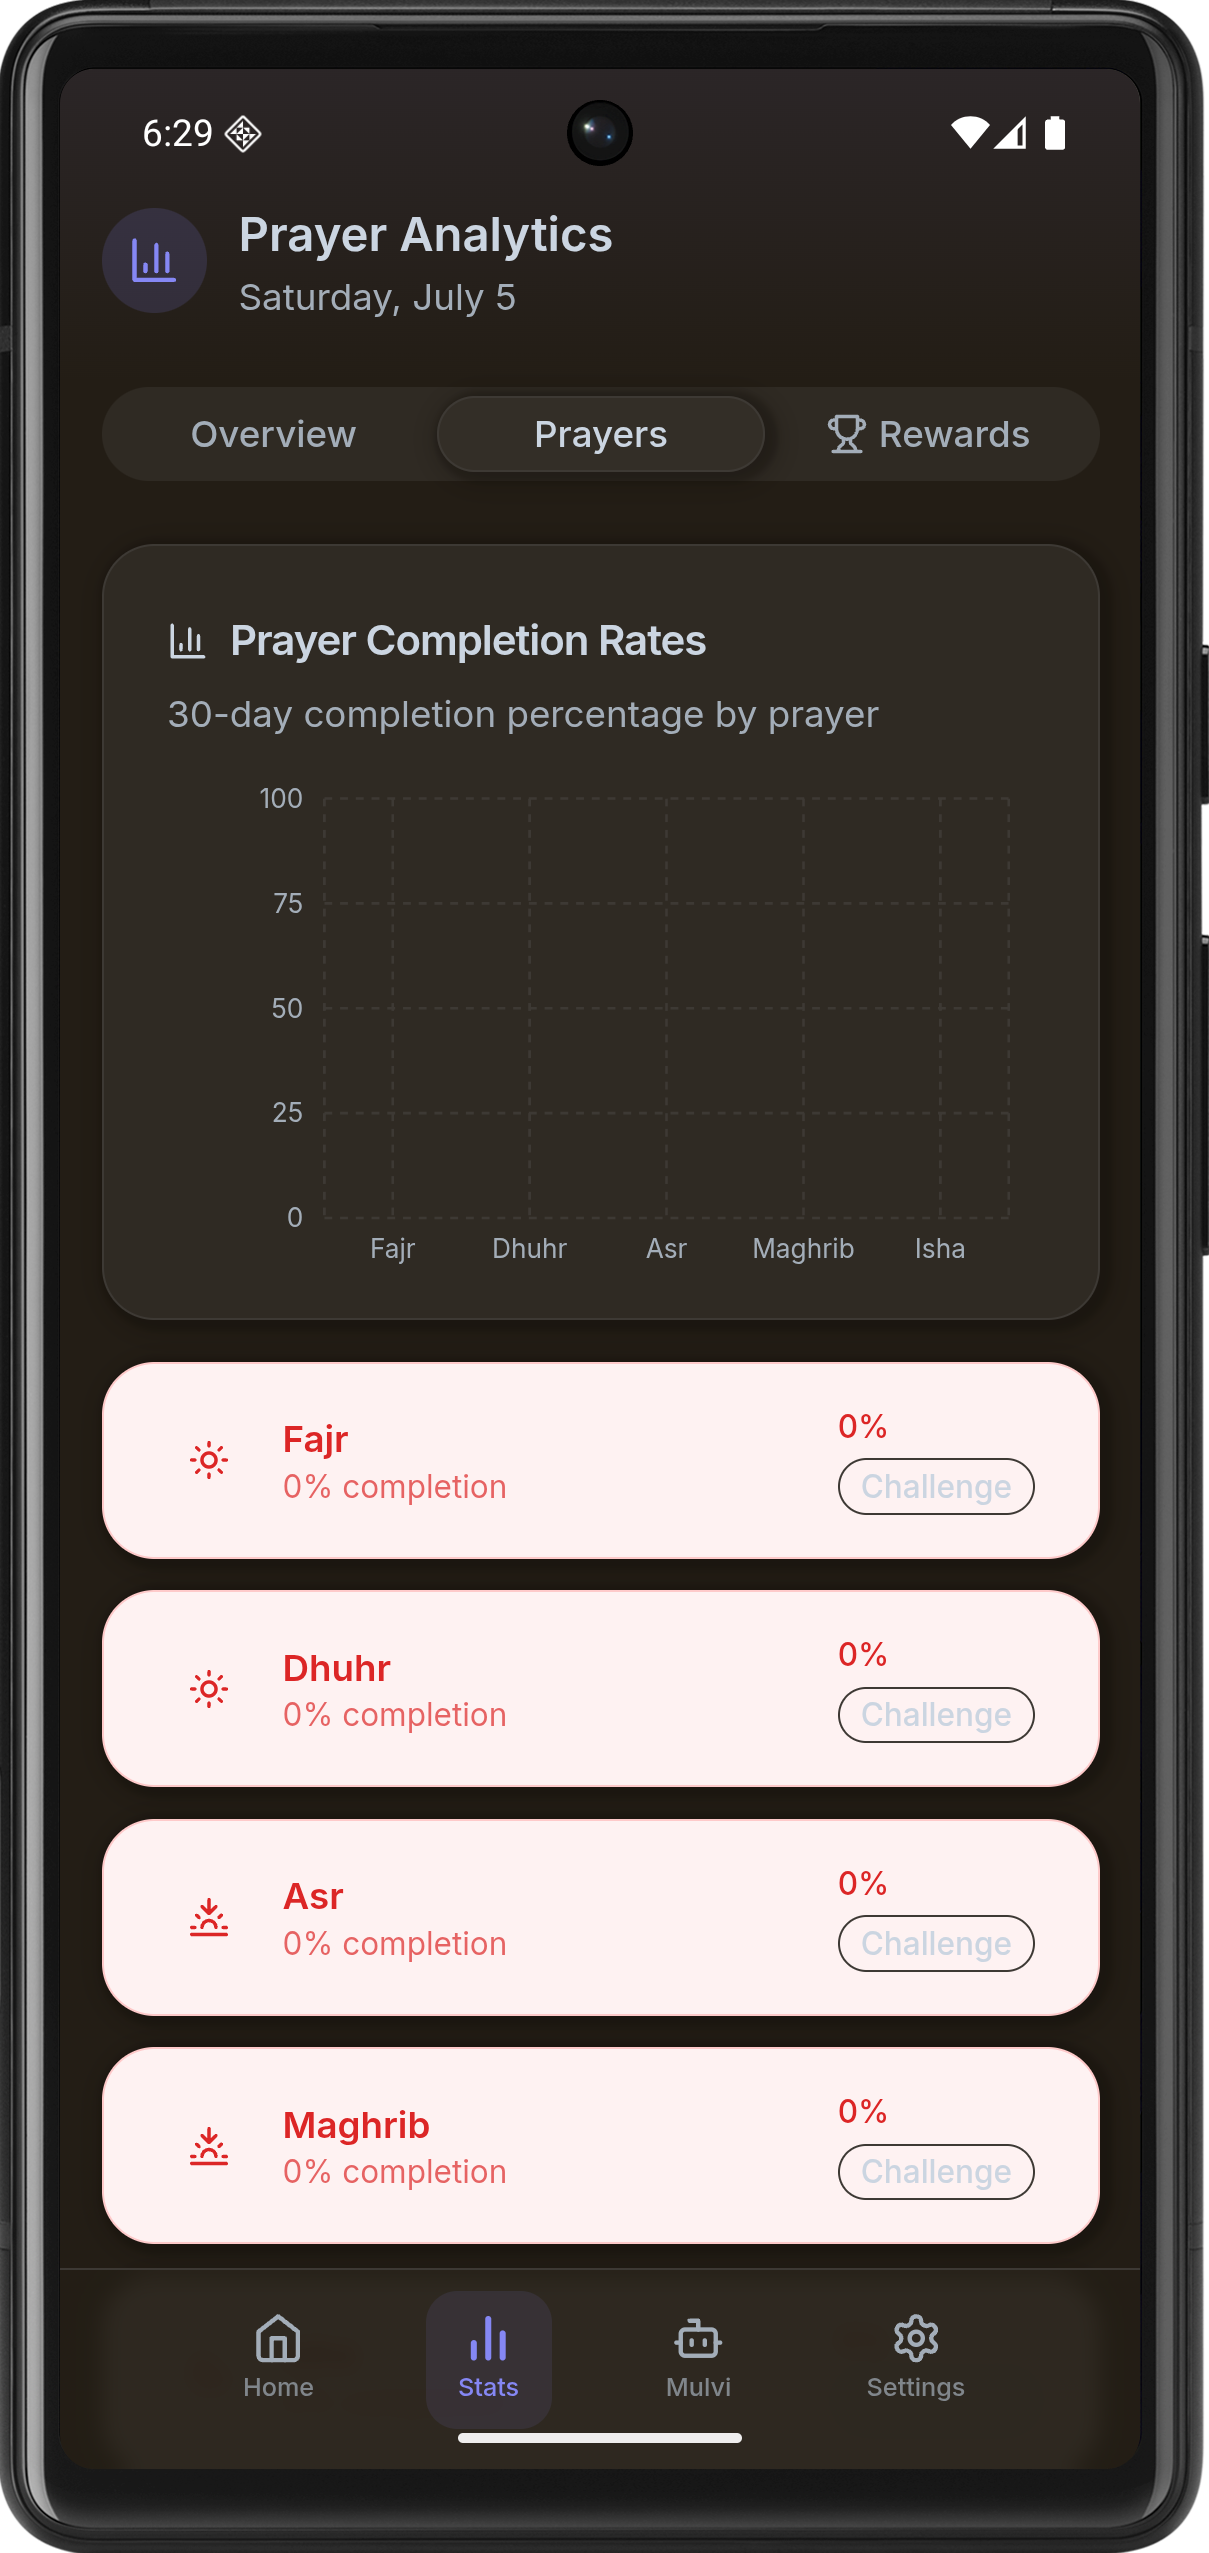 6:29
Prayer Analytics
Saturday, July 5
Overview
Prayers
Rewards
Prayer Completion Rates
30-day completion percentage by prayer
100
75
50
25
0
Fajr Dhuhr Asr Maghrib Isha
Fajr
0% completion
0%
Challenge
Dhuhr
0% completion
0%
Challenge
Asr
0% completion
0%
Challenge
Maghrib
0% completion
0%
Challenge
Home
Stats
Mulvi
Settings